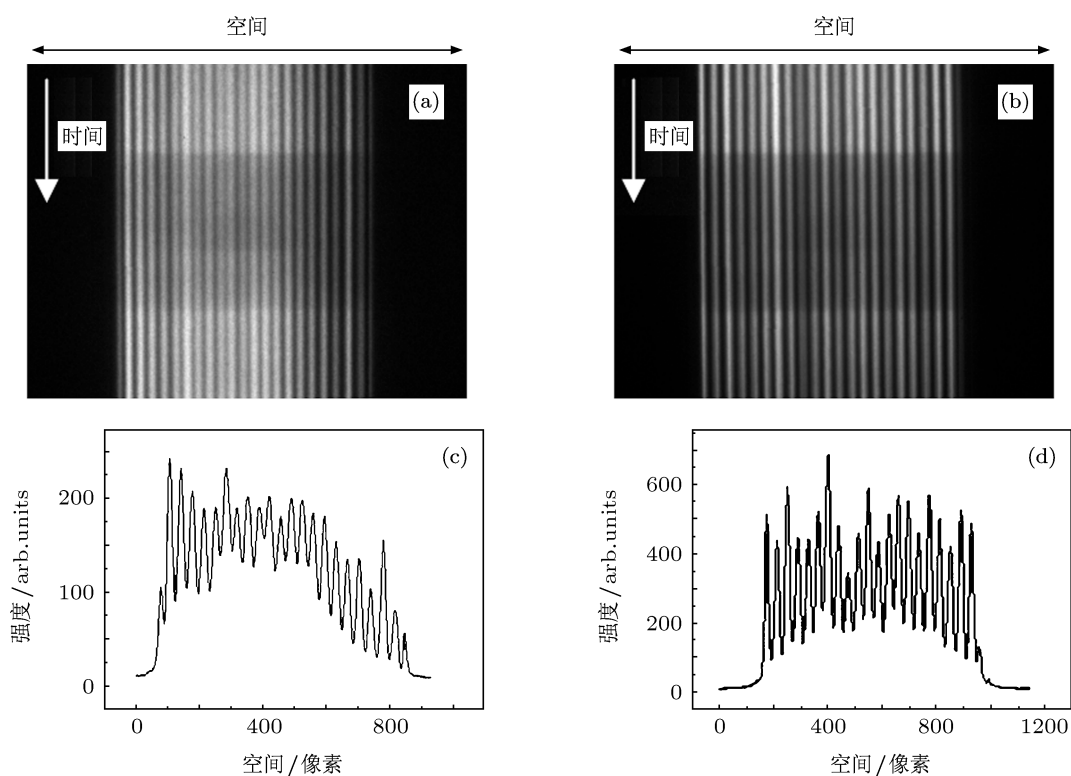 空间
空间
(a)
(b)
时间
时间
(c)
(d)
强度/arb.units
200
100
0
0
400
800
空间/像素
强度/arb.units
600
400
200
0
0
400
800
1200
空间/像素